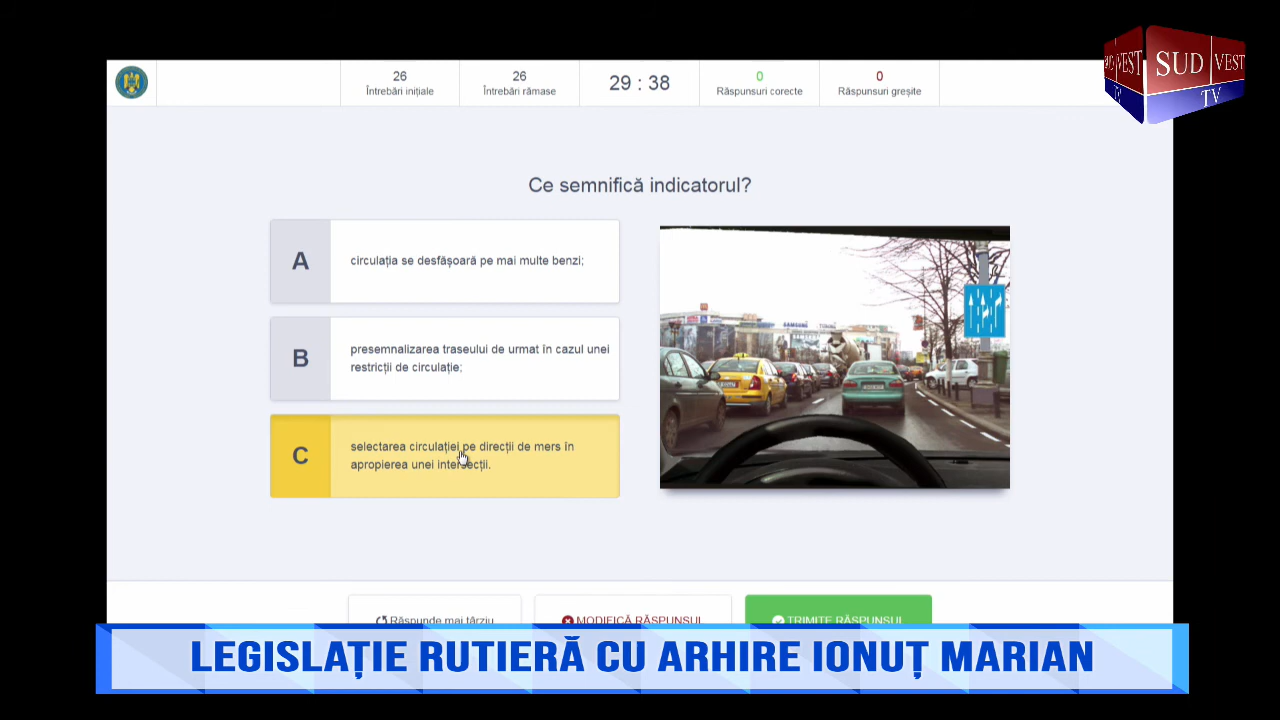 26
Întrebări inițiale
26
Întrebări rămase
29 : 38
0
Răspunsuri corecte
0
Răspunsuri greșite
SUD VEST
TV
Ce semnifică indicatorul?
A
circulația se desfășoară pe mai multe benzi;
B
presemnalizarea traseului de urmat în cazul unei
restricții de circulație;
C
selectarea circulației pe direcții de mers în
apropierea unei intersecții.
SAMSUNG
Răspunde mai târziu
MODIFICĂ RĂSPUNSUL
TRIMITE RĂSPUNSUL
LEGISLAȚIE RUTIERĂ CU ARHIRE IONUȚ MARIAN